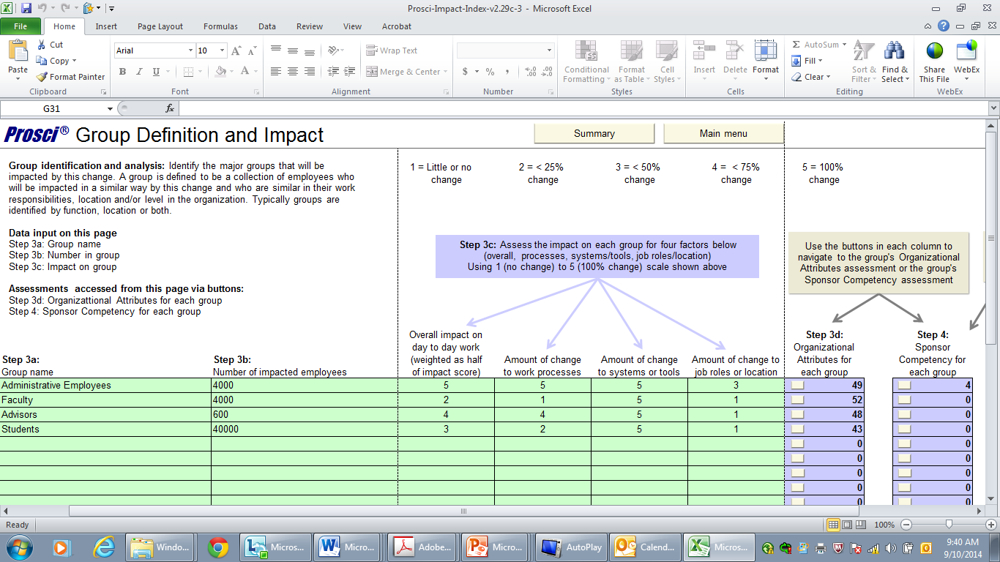 Prosci-Impact-Index-v2.29c-3 - Microsoft Excel
File Home Insert Page Layout Formulas Data Review View Acrobat
Paste
Cut
Copy
Format Painter
Clipboard
Arial 10
Font
Wrap Text
Merge & Center
Alignment
$ % ,
Number
Conditional Formatting
Format as Table
Cell Styles
Styles
Insert Delete Format
Cells
AutoSum
Fill
Clear
Sort & Filter
Find & Select
Editing
Share This File
WebEx
WebEx
G31
fx
Prosci® Group Definition and Impact
Summary
Main menu
Group identification and analysis: Identify the major groups that will be
impacted by this change. A group is defined to be a collection of employees who
will be impacted in a similar way by this change and who are similar in their work
responsibilities, location and/or level in the organization. Typically groups are
identified by function, location or both.
1 = Little or no
change
2 = < 25%
change
3 = < 50%
change
4 = < 75%
change
5 = 100%
change
Data input on this page
Step 3a: Group name
Step 3b: Number in group
Step 3c: Impact on group
Assessments accessed from this page via buttons:
Step 3d: Organizattional Attributes for each group
Step 4: Sponsor Competency for each group
Step 3c: Assess the impact on each group for four factors below
(overall, processes, systems/tools, job roles/location)
Using 1 (no change) to 5 (100% change) scale shown above
Use the buttons in each column to
navigate to the group's Organizational
Attributes assessment or the group's
Sponsor Competency assessment
Step 3a:
Group name
Step 3b:
Number of impacted employees
Overall impact on
day to day work
(weighted as half
of impact score)
Amount of change
to work processes
Amount of change
to systems or tools
Amount of change to
job roles or location
Step 3d:
Organizational
Attributes for
each group
Step 4:
Sponsor
Competency for
each group
Administrative Employees 4000 5 5 5 3 49 4
Faculty 4000 2 1 5 1 52 0
Advisors 600 4 4 5 1 48 0
Students 40000 3 2 5 1 43 0
0 0
0 0
0 0
0 0
0 0
Ready
100%
Windo...
Micros...
Micro...
Adobe...
Micro...
AutoPlay
Calend...
Micros...
9:40 AM
9/10/2014